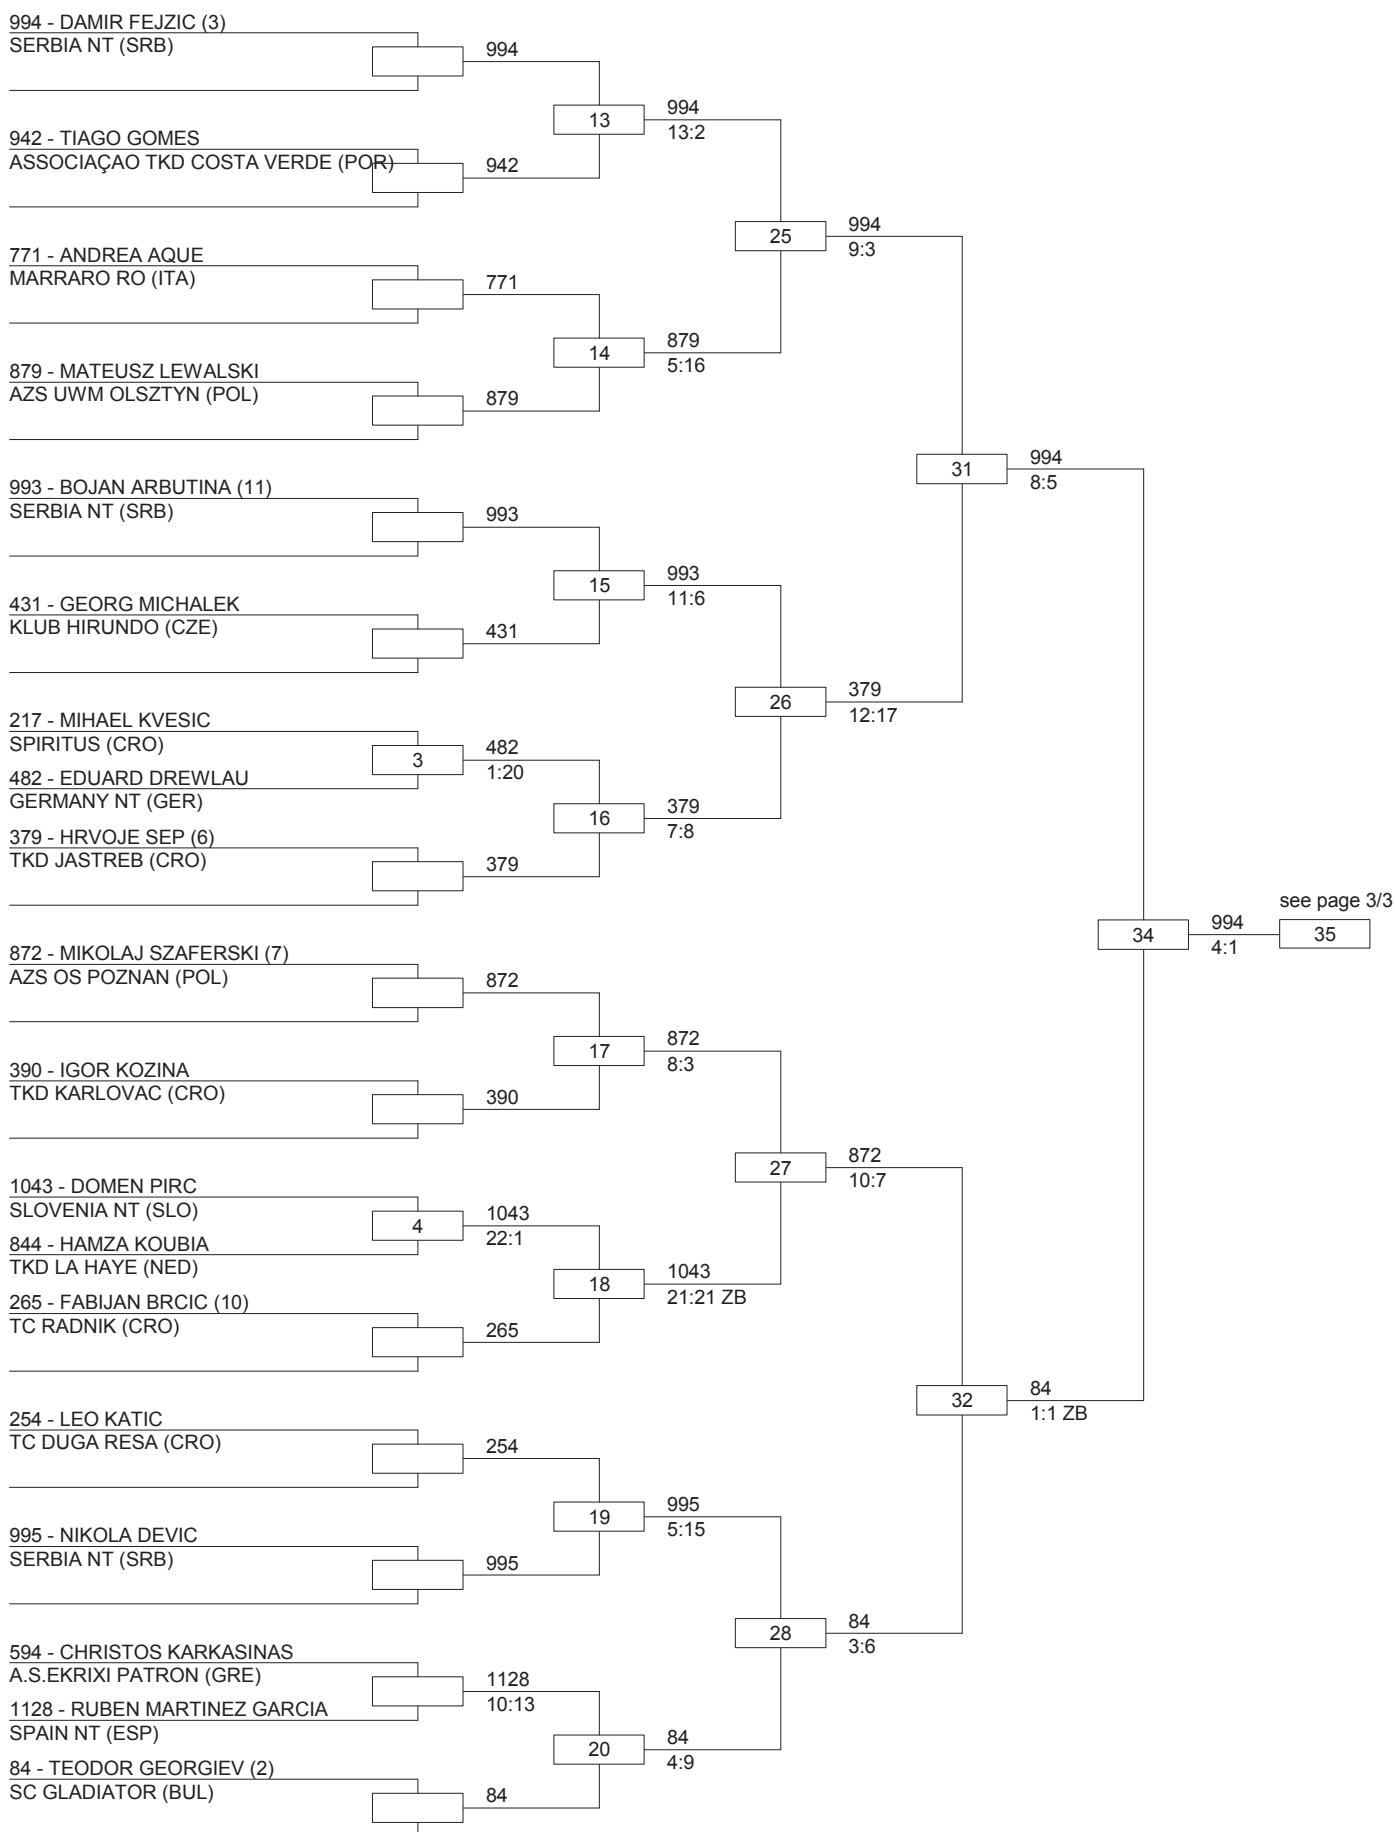 994 - DAMIR FEJZIC (3)
SERBIA NT (SRB)
994
942 - TIAGO GOMES
ASSOCIAÇAO TKD COSTA VERDE (POR)
942
13
994
13:2
771 - ANDREA AQUE
MARRARO RO (ITA)
771
879 - MATEUSZ LEWALSKI
AZS UWM OLSZTYN (POL)
879
14
879
5:16
25
994
9:3
993 - BOJAN ARBUTINA (11)
SERBIA NT (SRB)
993
431 - GEORG MICHALEK
KLUB HIRUNDO (CZE)
431
15
993
11:6
217 - MIHAEL KVESIC
SPIRITUS (CRO)
482 - EDUARD DREWLAU
GERMANY NT (GER)
3
482
1:20
379 - HRVOJE SEP (6)
TKD JASTREB (CRO)
379
16
379
7:8
26
379
12:17
31
994
8:5
872 - MIKOLAJ SZAFERSKI (7)
AZS OS POZNAN (POL)
872
390 - IGOR KOZINA
TKD KARLOVAC (CRO)
390
17
872
8:3
1043 - DOMEN PIRC
SLOVENIA NT (SLO)
844 - HAMZA KOUBIA
TKD LA HAYE (NED)
4
1043
22:1
265 - FABIJAN BRCIC (10)
TC RADNIK (CRO)
265
18
1043
21:21 ZB
27
872
10:7
254 - LEO KATIC
TC DUGA RESA (CRO)
254
995 - NIKOLA DEVIC
SERBIA NT (SRB)
995
19
995
5:15
594 - CHRISTOS KARKASINAS
A.S.EKRIXI PATRON (GRE)
1128 - RUBEN MARTINEZ GARCIA
SPAIN NT (ESP)
1128
10:13
84 - TEODOR GEORGIEV (2)
SC GLADIATOR (BUL)
84
20
84
4:9
28
84
3:6
32
84
1:1 ZB
34
994
4:1
see page 3/3
35